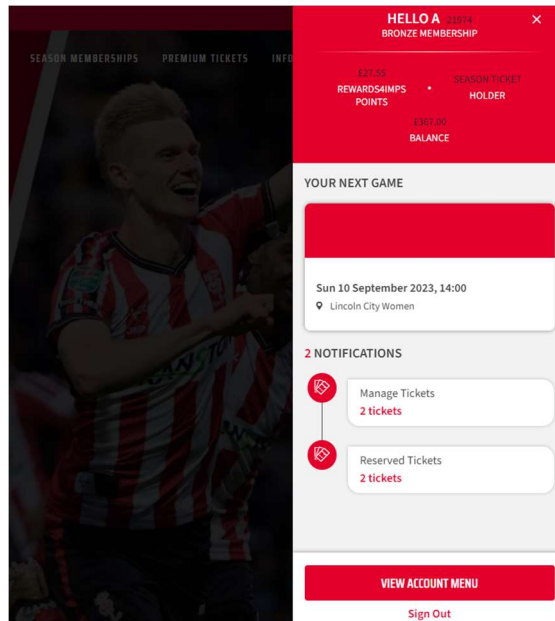 HELLO A 21974
×
BRONZE MEMBERSHIP
SEASON MEMBERSHIPS PREMIUM TICKETS INFO
£27.55
REWARDS4IMPS
POINTS
•
SEASON TICKET
HOLDER
£367.00
BALANCE
YOUR NEXT GAME
Sun 10 September 2023, 14:00
Lincoln City Women
2 NOTIFICATIONS
Manage Tickets
2 tickets
Reserved Tickets
2 tickets
VIEW ACCOUNT MENU
Sign Out